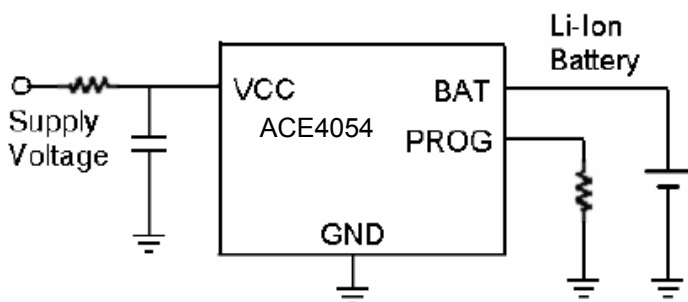 Li-Ion
Battery
Supply
Voltage
VCC
ACE4054
BAT
PROG
GND